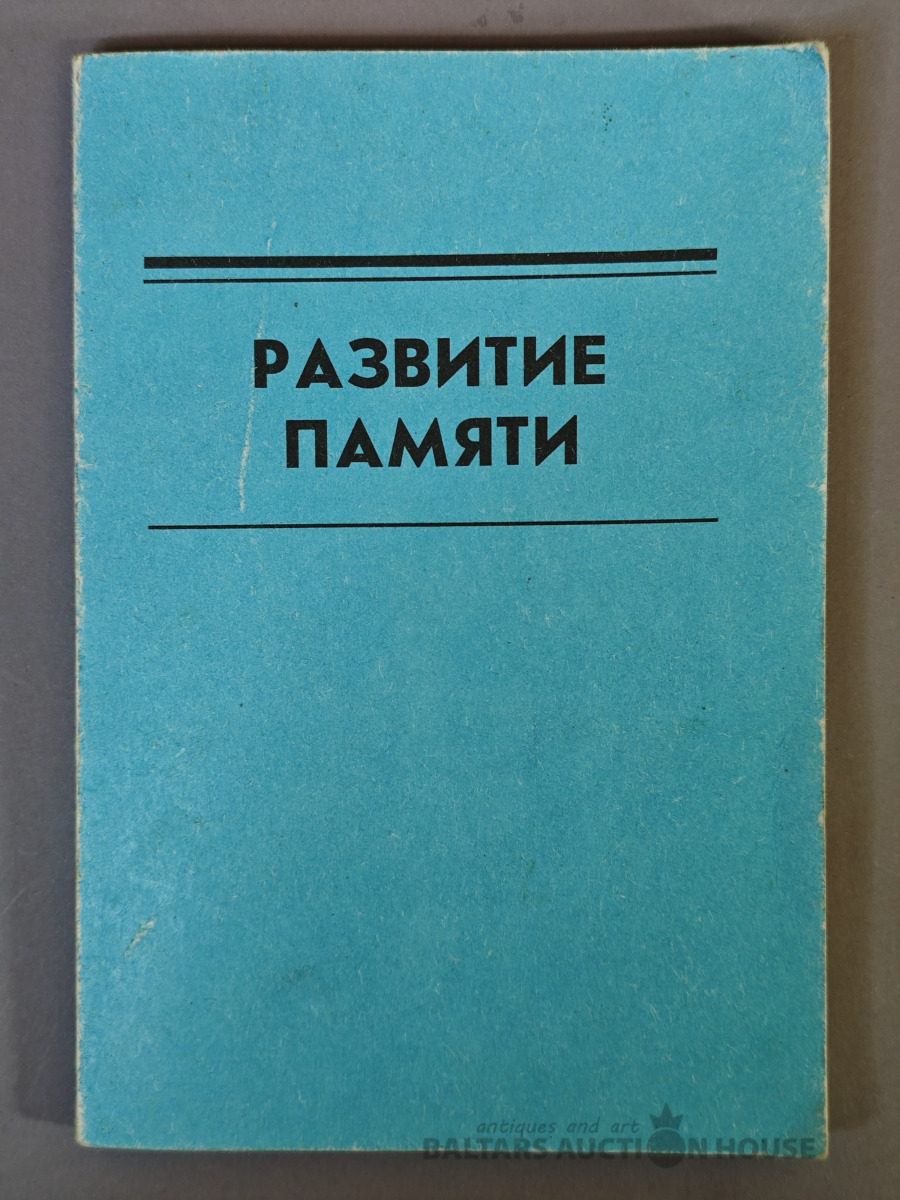 РАЗВИТИЕ
ПАМЯТИ
antiques and art
BALTARS AUCTION HOUSE